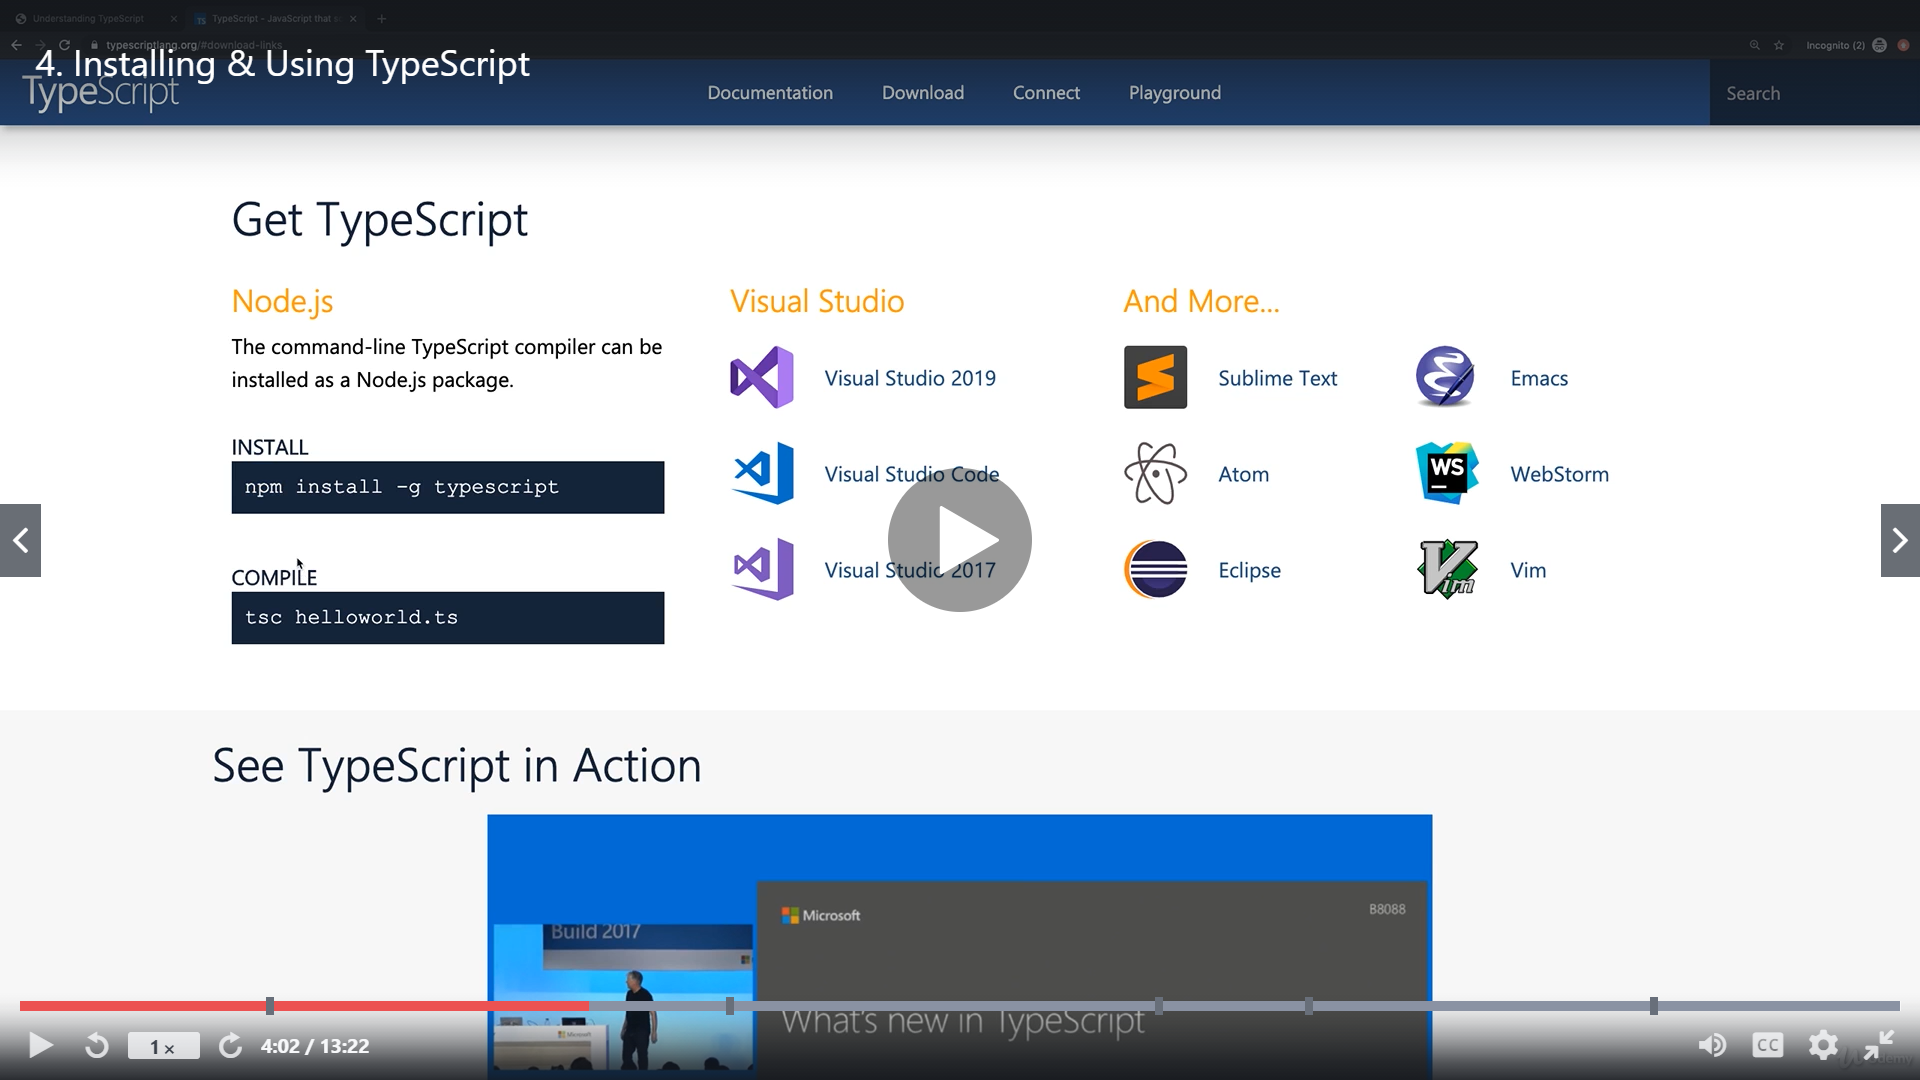 Understanding TypeScript
TypeScript - JavaScript that sc
typescriptlang.org/#download-links
Incognito (2)
4. Installing & Using TypeScript
TypeScript
Documentation
Download
Connect
Playground
Search
Get TypeScript
Node.js
The command-line TypeScript compiler can be
installed as a Node.js package.
INSTALL
npm install -g typescript
COMPILE
tsc helloworld.ts
Visual Studio
Visual Studio 2019
Visual Studio Code
Visual Studio 2017
And More...
Sublime Text
Emacs
Atom
WS
WebStorm
Eclipse
Vim
Vim
See TypeScript in Action
Build 2017
Microsoft
B8088
What's new in TypeScript
1x
4:02 / 13:22
CC
Udemy